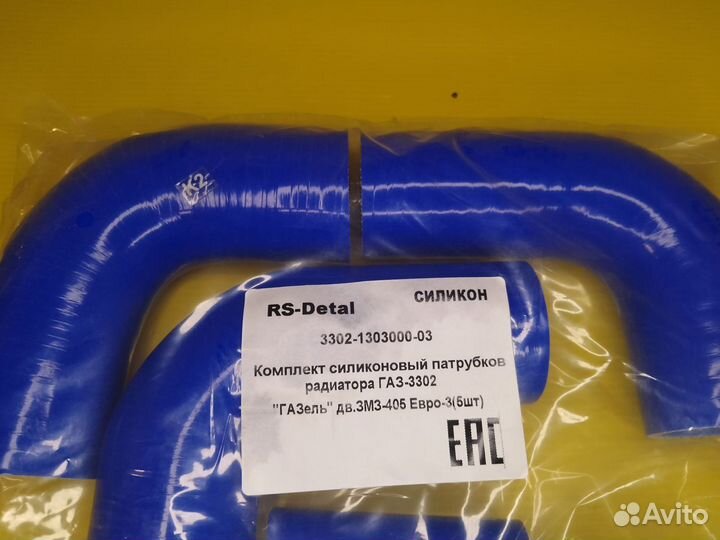 RS-Detal
СИЛИКОН
3302-1303000-03
Комплект силиконовый патрубков
радиатора ГАЗ-3302
"ГАЗель" дв.ЗМЗ-405 Евро-3(5шт)
EAC
Avito